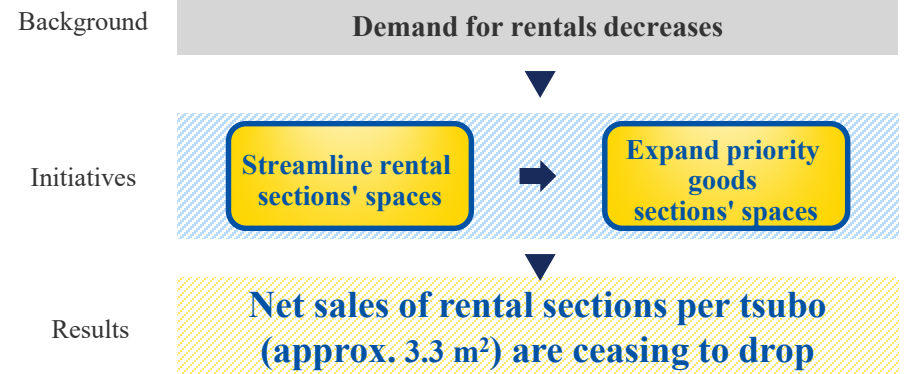 Background
Demand for rentals decreases
Initiatives
Streamline rental
sections' spaces
Expand priority
goods
sections' spaces
Results
Net sales of rental sections per tsubo
(approx. 3.3 m²) are ceasing to drop